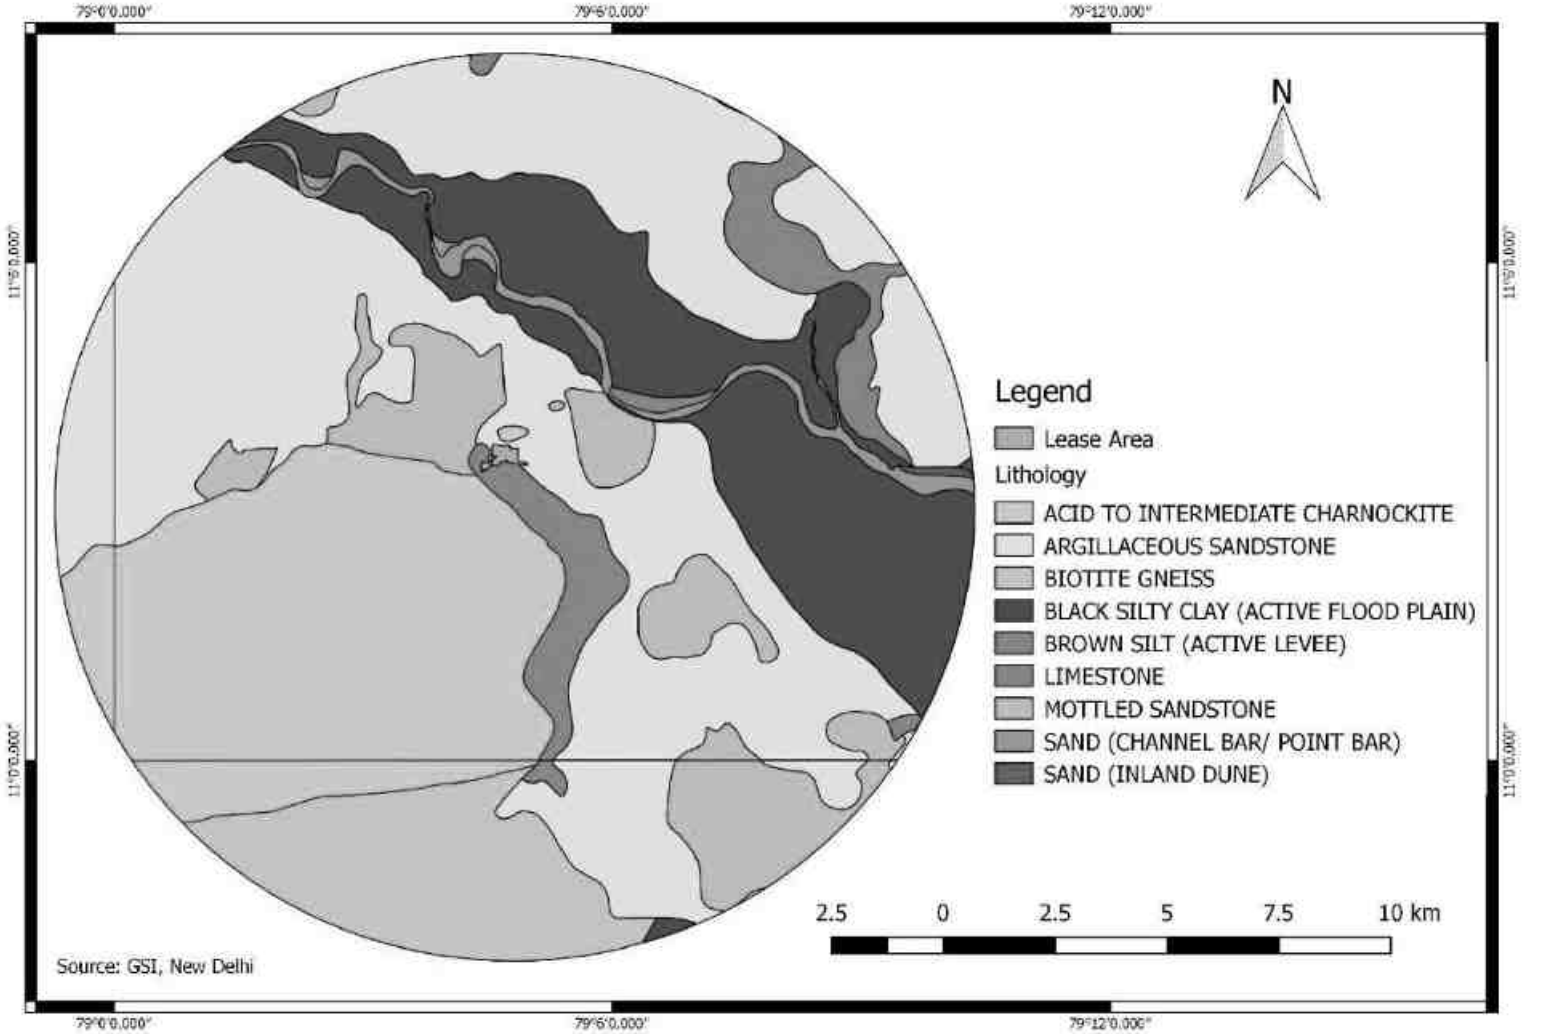 79°0'0.000" 79°6'0.000" 79°12'0.000"
N
11°6'0.000" 11°6'0.000"
Legend
Lease Area
Lithology
ACID TO INTERMEDIATE CHARNOCKITE
ARGILLACEOUS SANDSTONE
BIOTITE GNEISS
BLACK SILTY CLAY (ACTIVE FLOOD PLAIN)
BROWN SILT (ACTIVE LEVEE)
LIMESTONE
MOTTLED SANDSTONE
SAND (CHANNEL BAR/ POINT BAR)
SAND (INLAND DUNE)
11°0'0.000" 11°0'0.000"
2.5 0 2.5 5 7.5 10 km
Source: GSI, New Delhi
79°0'0.000" 79°6'0.000" 79°12'0.000"